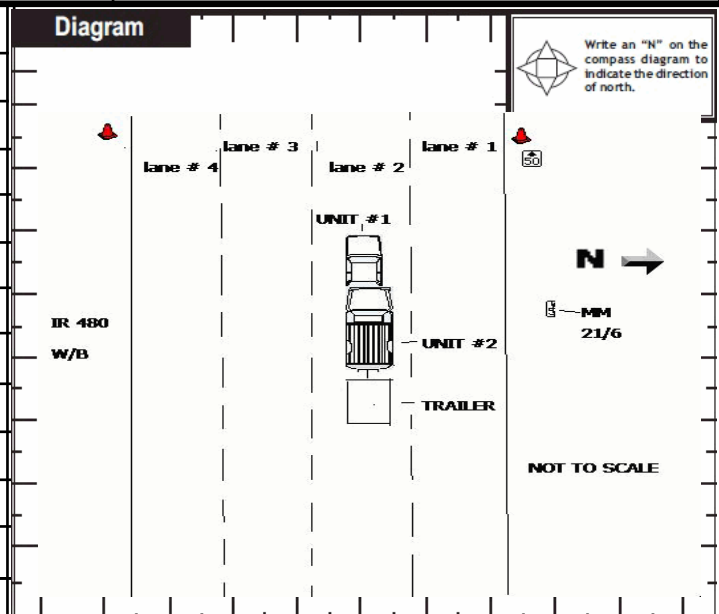 Diagram
Write an "N" on the
compass diagram to
indicate the direction
of north.
lane # 4
lane # 3
lane # 2
lane # 1
50
UNIT #1
N
IR 480
W/B
MM
21/6
UNIT #2
TRAILER
NOT TO SCALE